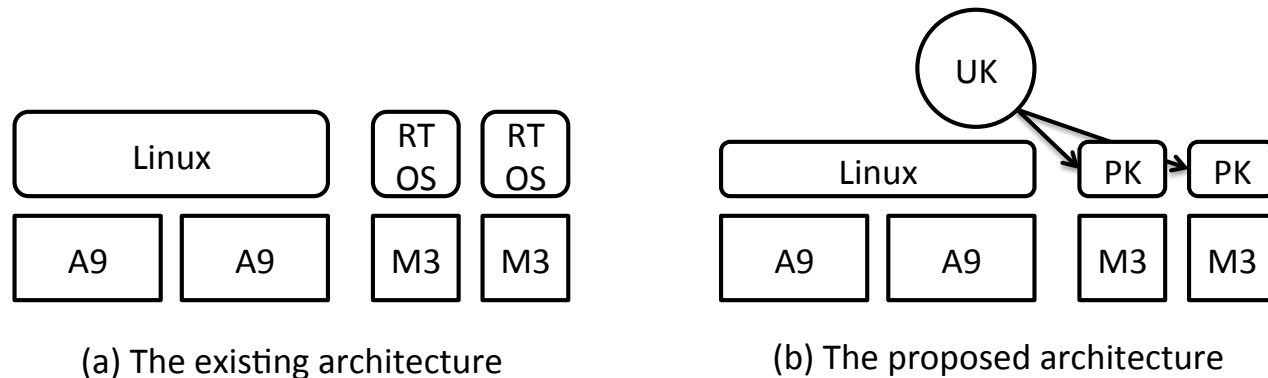 Linux
RT
OS
RT
OS
A9
A9
M3
M3
(a) The existing architecture
UK
Linux
PK
PK
A9
A9
M3
M3
(b) The proposed architecture